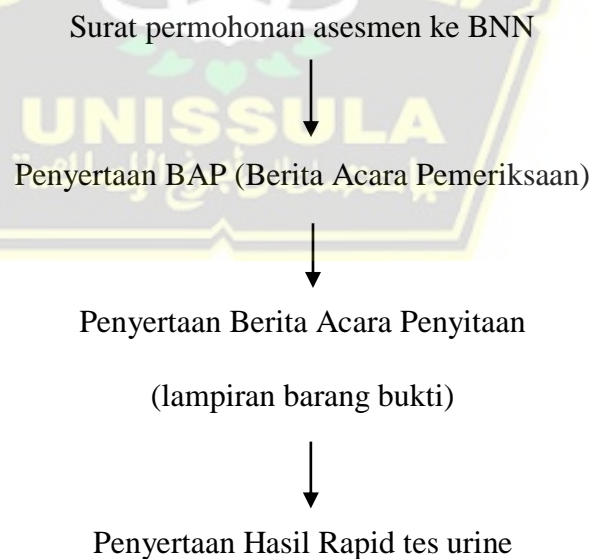 Surat permohonan asesmen ke BNN
UNISSULA
Penyertaan BAP (Berita Acara Pemeriksaan)
Penyertaan Berita Acara Penyitaan
(lampiran barang bukti)
Penyertaan Hasil Rapid tes urine